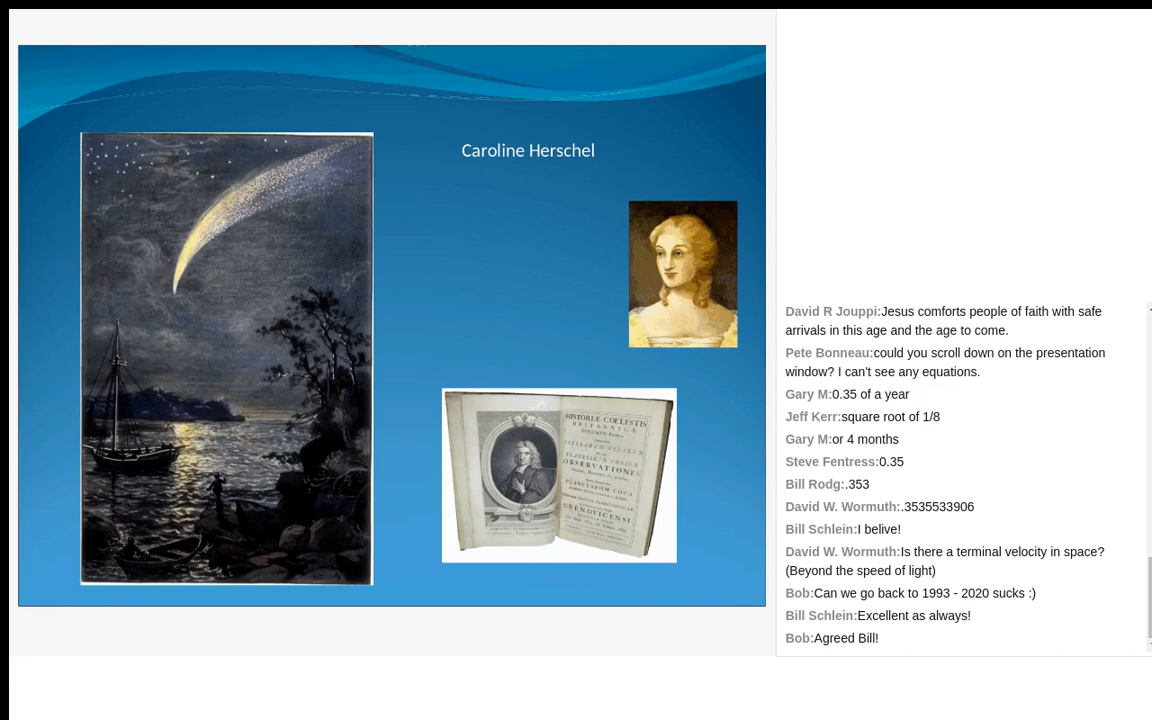 Caroline Herschel
HISTORIÆ COELESTIS
BRITANNICÆ
OBSERVATIONES
PLANETARUM LOCA
GRENOVICENSI
David R Jouppi:Jesus comforts people of faith with safe
arrivals in this age and the age to come.
Pete Bonneau:could you scroll down on the presentation
window? I can't see any equations.
Gary M:0.35 of a year
Jeff Kerr:square root of 1/8
Gary M:or 4 months
Steve Fentress:0.35
Bill Rodg:.353
David W. Wormuth:.3535533906
Bill Schlein:I belive!
David W. Wormuth:Is there a terminal velocity in space?
(Beyond the speed of light)
Bob:Can we go back to 1993 - 2020 sucks :)
Bill Schlein:Excellent as always!
Bob:Agreed Bill!